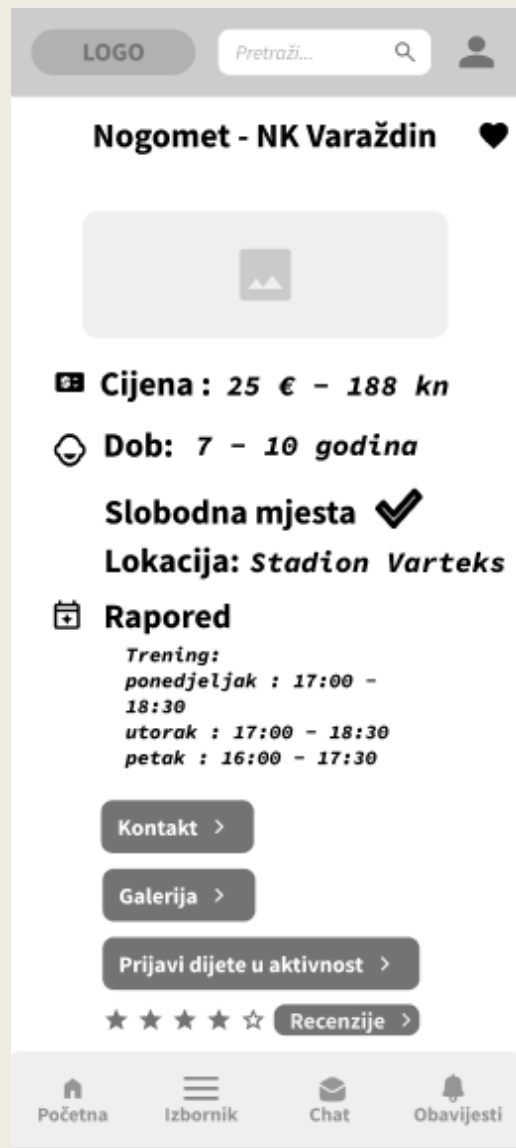 LOGO
Pretraži...
Nogomet - NK Varaždin
Cijena : 25 € - 188 kn
Dob: 7 - 10 godina
Slobodna mjesta
Lokacija: Stadion Varteks
Rapored
Trening:
ponedjeljak : 17:00 -
18:30
utorak : 17:00 - 18:30
petak : 16:00 - 17:30
Kontakt >
Galerija >
Prijavi dijete u aktivnost >
Recenzije >
Početna Izbornik Chat Obavijesti